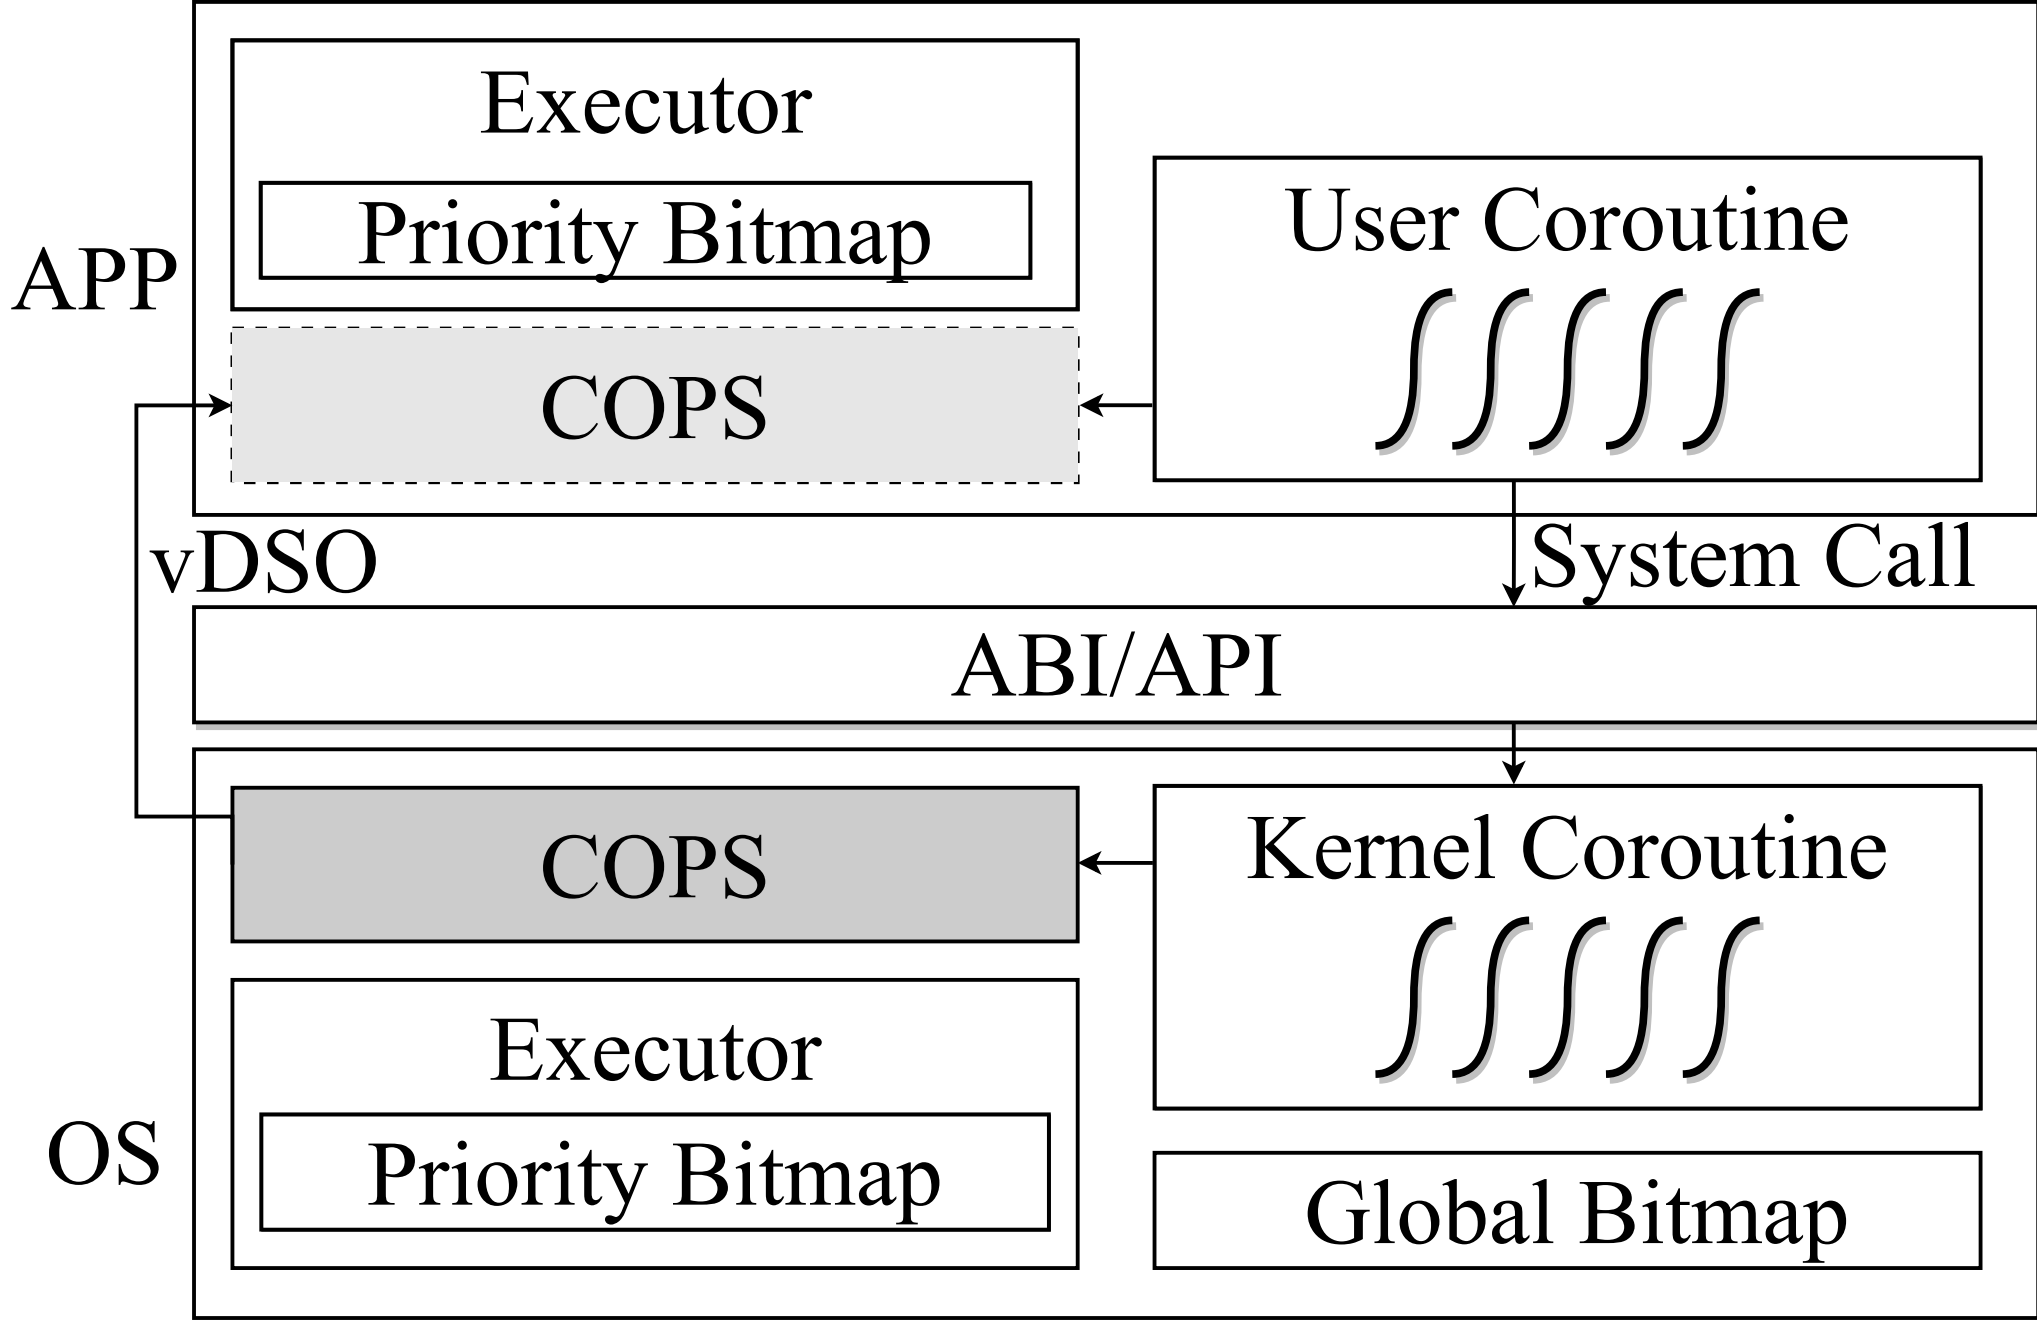 Executor
Priority Bitmap
User Coroutine
APP
COPS
vDSO
System Call
ABI/API
COPS
Kernel Coroutine
Executor
Priority Bitmap
OS
Global Bitmap